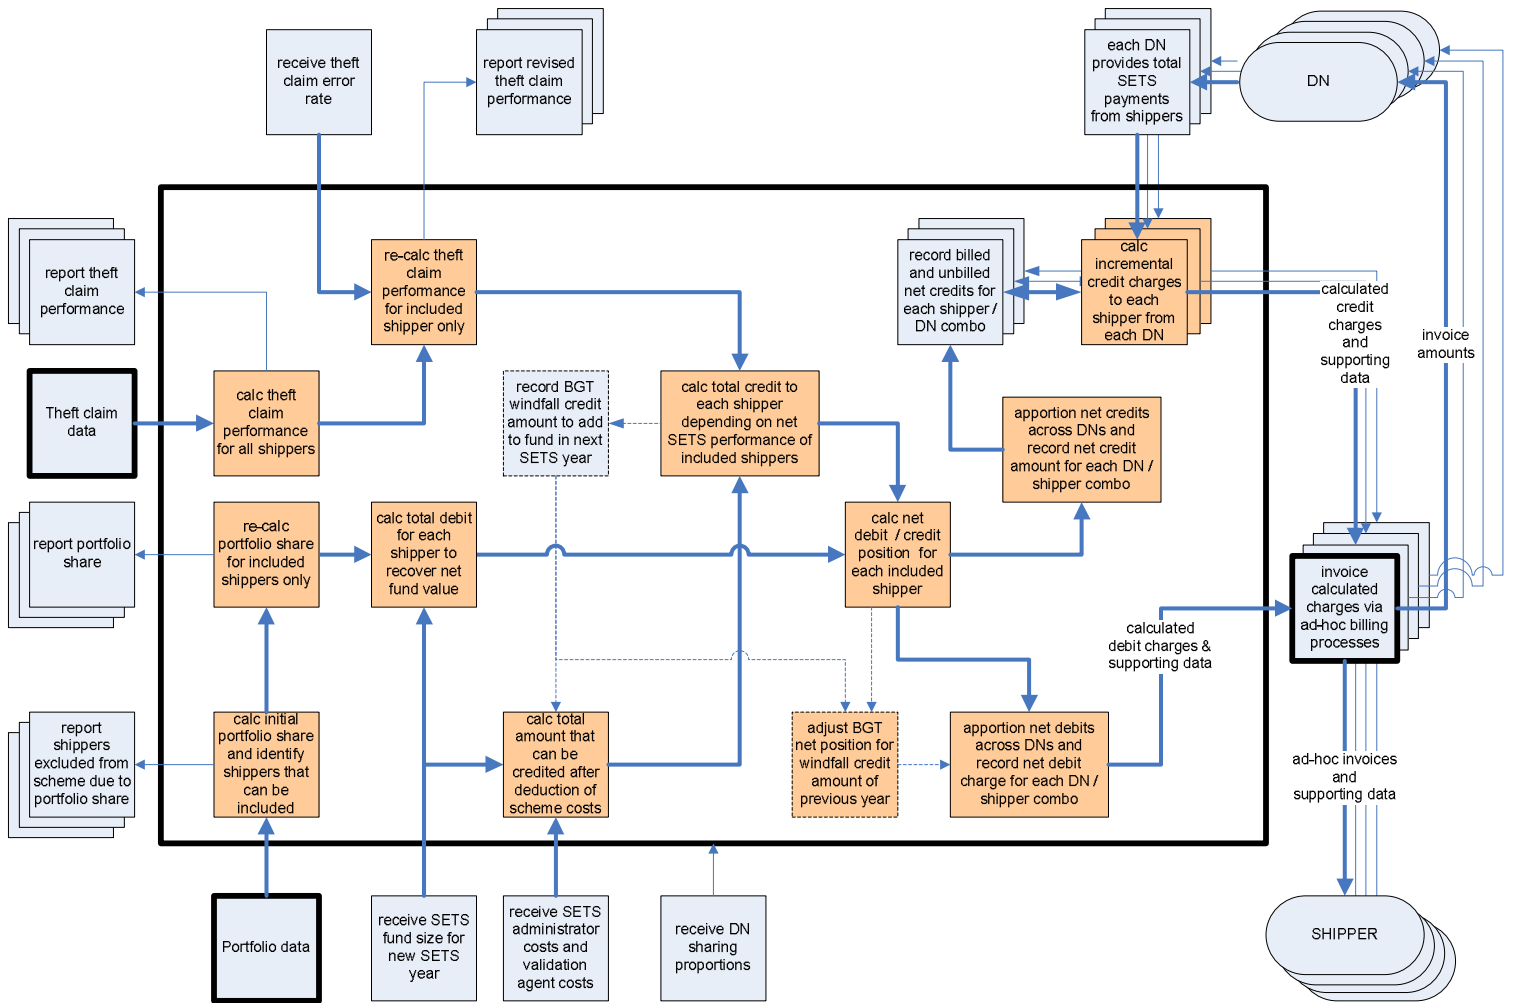 receive theft
claim error
rate
report revised
theft claim
performance
each DN
provides total
SETS
payments
from shippers
DN
report theft
claim
performance
re-calc theft
claim
performance
for included
shipper only
record billed
and unbilled
net credits for
each shipper /
DN combo
calc
incremental
credit charges
to each
shipper from
each DN
calculated
credit
charges
and
supporting
data
invoice
amounts
Theft claim
data
calc theft
claim
performance
for all shippers
record BGT
windfall credit
amount to add
to fund in next
SETS year
calc total credit to
each shipper
depending on net
SETS performance of
included shippers
apportion net credits
across DNs and
record net credit
amount for each DN /
shipper combo
report portfolio
share
re-calc
portfolio share
for included
shippers only
calc total debit
for each
shipper to
recover net
fund value
calc net
debit / credit
position for
each included
shipper
invoice
calculated
charges via
ad-hoc billing
processes
calculated
debit charges &
supporting data
report
shippers
excluded from
scheme due to
portfolio share
calc initial
portfolio share
and identify
shippers that
can be
included
calc total
amount that
can be
credited after
deduction of
scheme costs
adjust BGT
net position for
windfall credit
amount of
previous year
apportion net debits
across DNs and
record net debit
charge for each DN /
shipper combo
ad-hoc invoices
and
supporting data
Portfolio data
receive SETS
fund size for
new SETS
year
receive SETS
administrator
costs and
validation
agent costs
receive DN
sharing
proportions
SHIPPER